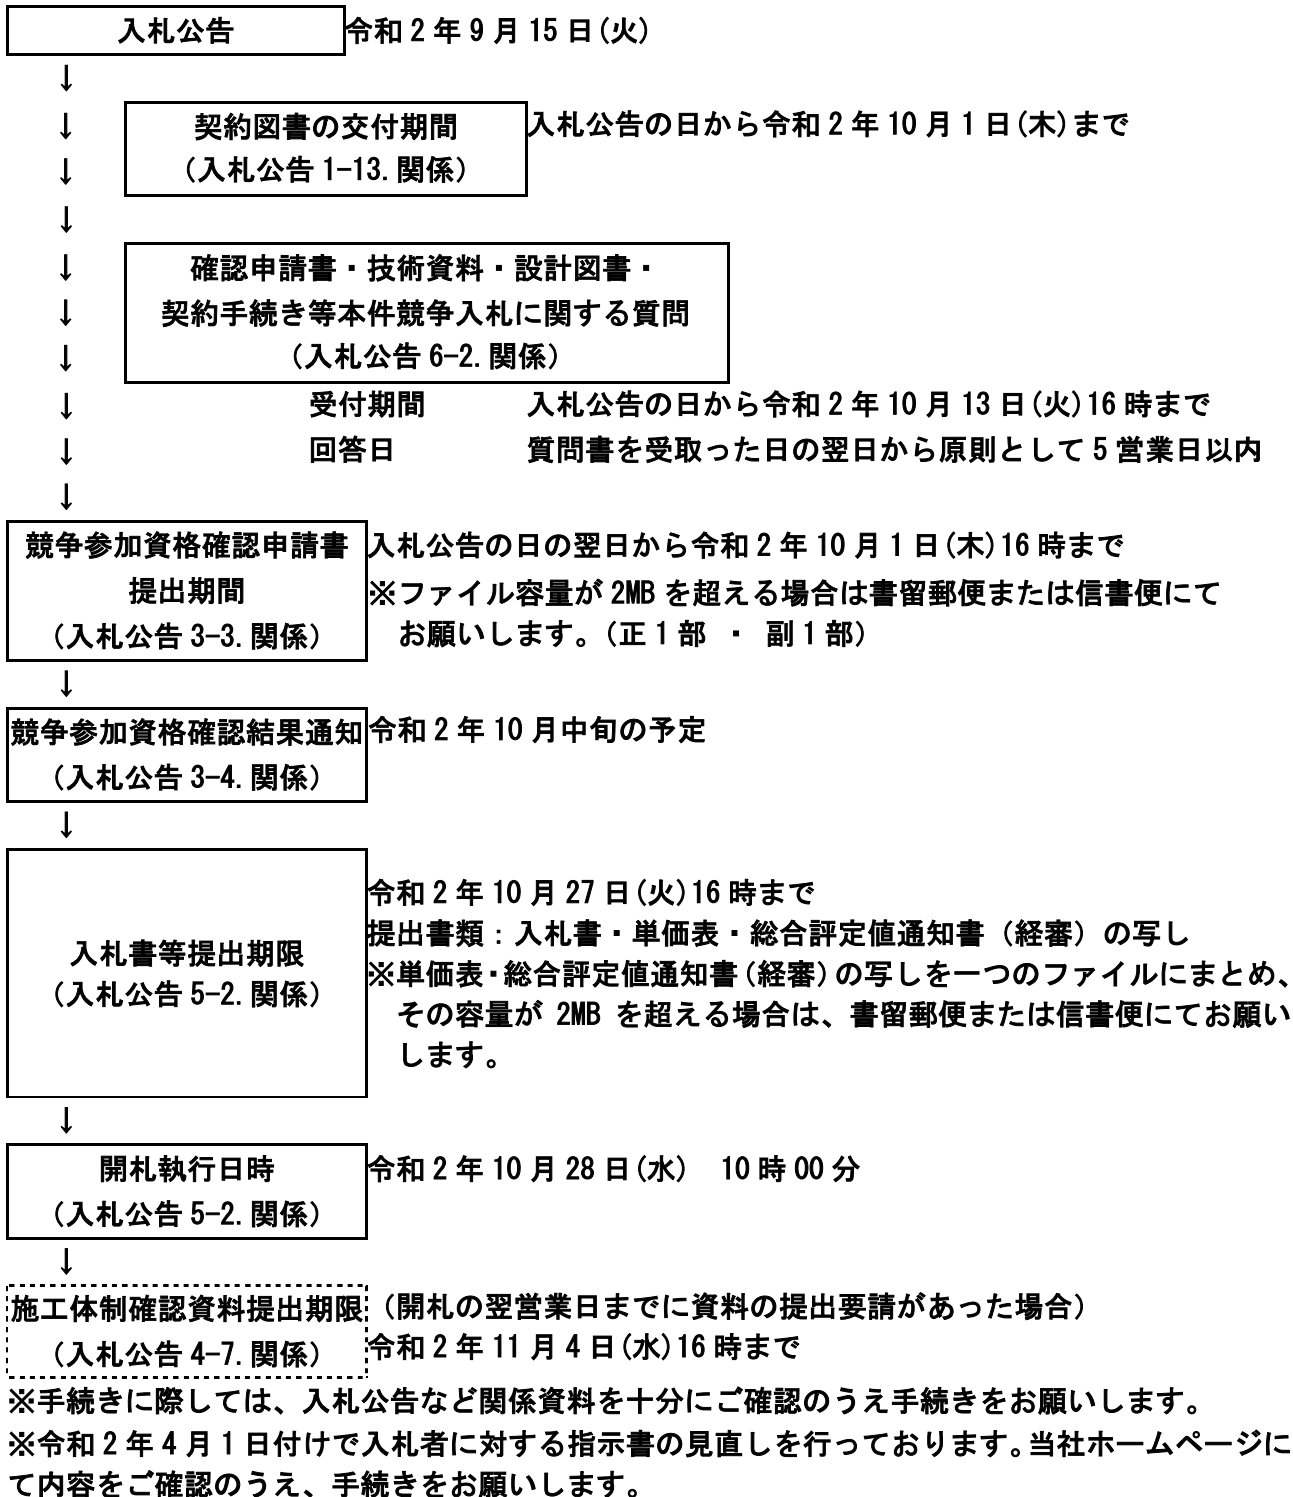 入札公告 令和2年9月15日(火)
↓
↓ 契約図書の交付期間 入札公告の日から令和2年10月1日(木)まで
↓ （入札公告1-13.関係）
↓
↓ 確認申請書・技術資料・設計図書・
↓ 契約手続き等本件競争入札に関する質問
↓ （入札公告6-2.関係）
↓ 受付期間 入札公告の日から令和2年10月13日(火)16時まで
↓ 回答日 質問書を受取った日の翌日から原則として5営業日以内
↓
競争参加資格確認申請書 入札公告の日の翌日から令和2年10月1日(木)16時まで
提出期間 ※ファイル容量が2MBを超える場合は書留郵便または信書便にて
（入札公告3-3.関係） お願いします。(正1部 ・ 副1部)
↓
競争参加資格確認結果通知 令和2年10月中旬の予定
（入札公告3-4.関係）
↓
入札書等提出期限
（入札公告5-2.関係）
令和2年10月27日(火)16時まで
提出書類：入札書・単価表・総合評定値通知書（経審）の写し
※単価表・総合評定値通知書(経審)の写しを一つのファイルにまとめ、
その容量が 2MB を超える場合は、書留郵便または信書便にてお願い
します。
↓
開札執行日時 令和2年10月28日(水) 10時00分
（入札公告5-2.関係）
↓
施工体制確認資料提出期限 （開札の翌営業日までに資料の提出要請があった場合）
（入札公告4-7.関係） 令和2年11月4日(水)16時まで
※手続きに際しては、入札公告など関係資料を十分にご確認のうえ手続きをお願いします。
※令和2年4月1日付けで入札者に対する指示書の見直しを行っております。当社ホームページに
て内容をご確認のうえ、手続きをお願いします。